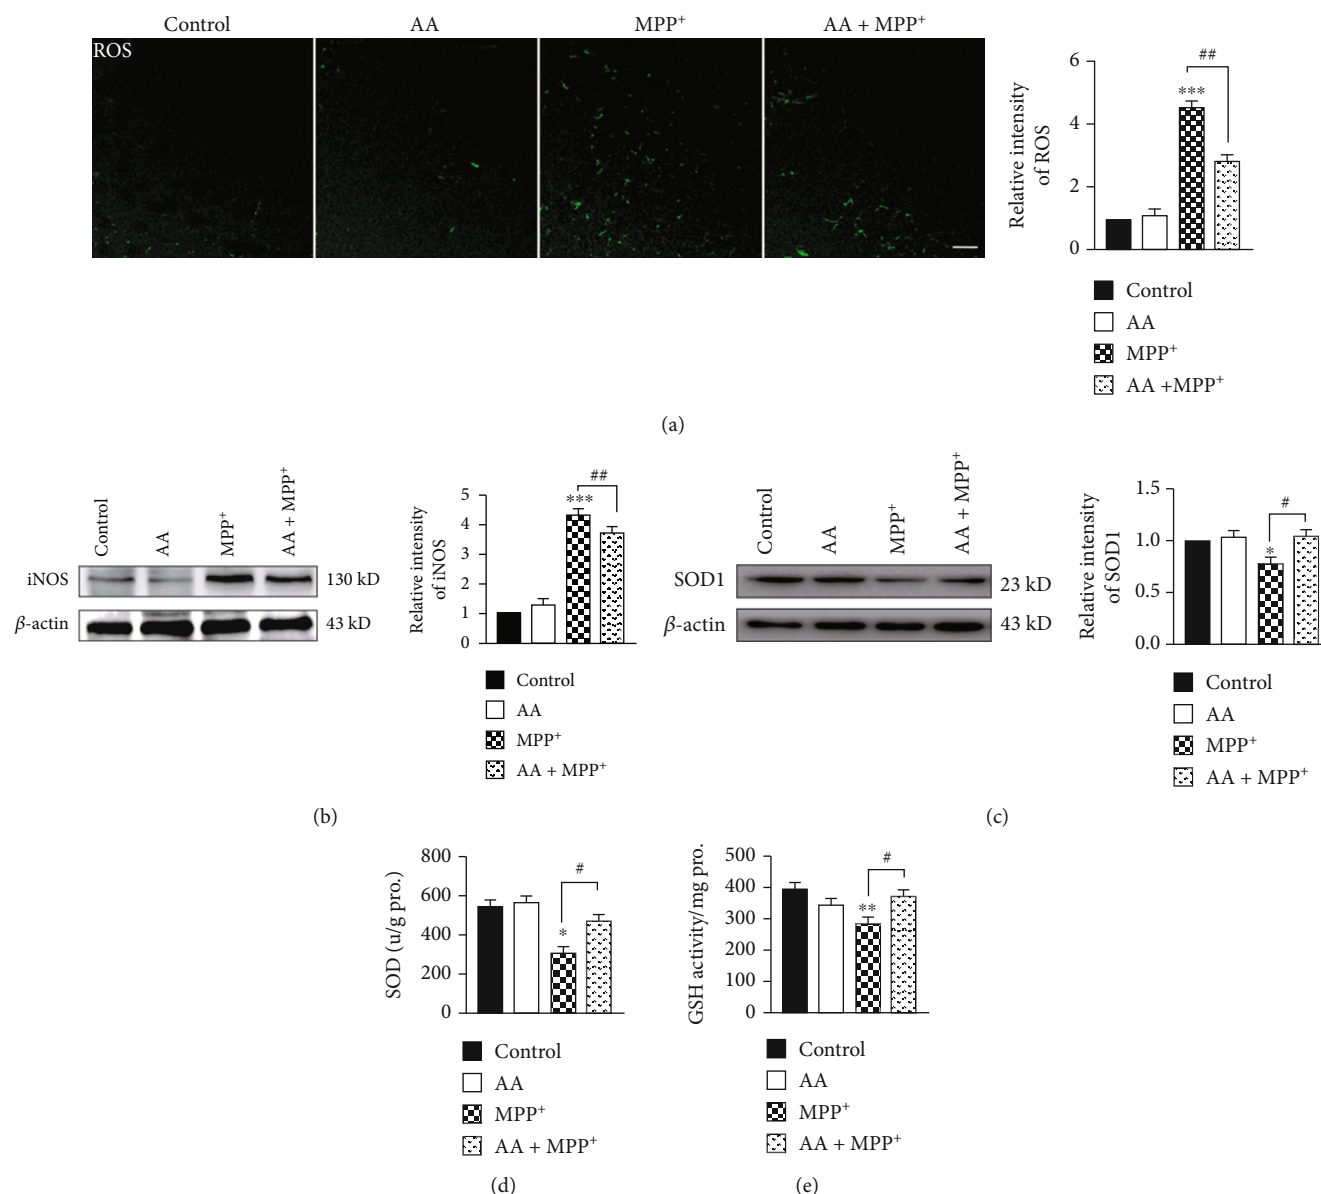 Control AA MPP⁺ AA + MPP⁺
ROS
Relative intensity
of ROS
6
4
2
0
***
##
Control
AA
MPP⁺
AA +MPP⁺
(a)
Control
AA
MPP⁺
AA + MPP⁺
iNOS 130 kD
β-actin 43 kD
Relative intensity
of iNOS
5
4
3
2
1
0
***
##
Control
AA
MPP⁺
AA + MPP⁺
(b)
Control
AA
MPP⁺
AA + MPP⁺
SOD1 23 kD
β-actin 43 kD
Relative intensity
of SOD1
1.5
1.0
0.5
0.0
*
#
Control
AA
MPP⁺
AA + MPP⁺
(c)
SOD (u/g pro.)
800
600
400
200
0
*
#
Control
AA
MPP⁺
AA + MPP⁺
(d)
GSH activity/mg pro.
500
400
300
200
100
0
**
#
Control
AA
MPP⁺
AA + MPP⁺
(e)